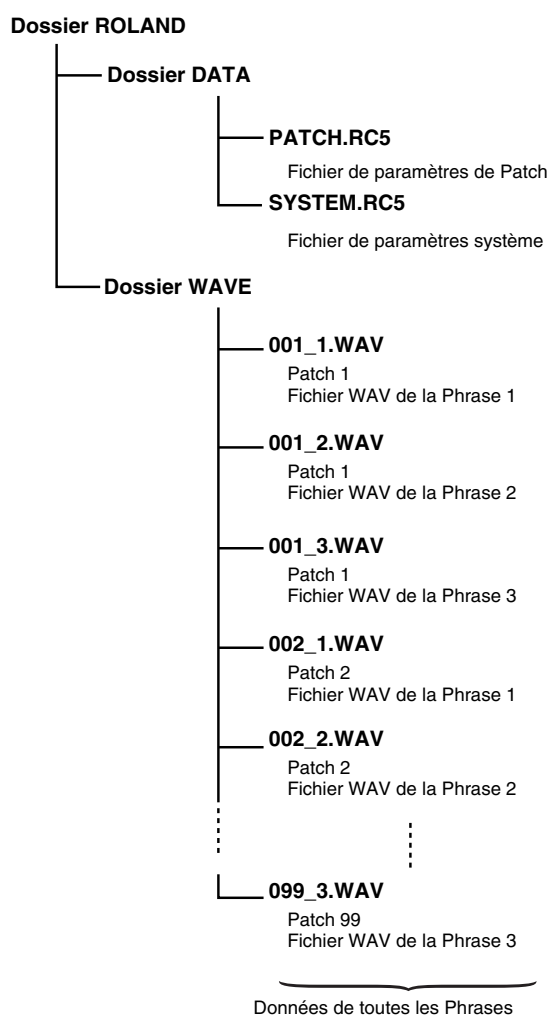 Dossier ROLAND
Dossier DATA
PATCH.RC5
Fichier de paramètres de Patch
SYSTEM.RC5
Fichier de paramètres système
Dossier WAVE
001_1.WAV
Patch 1
Fichier WAV de la Phrase 1
001_2.WAV
Patch 1
Fichier WAV de la Phrase 2
001_3.WAV
Patch 1
Fichier WAV de la Phrase 3
002_1.WAV
Patch 2
Fichier WAV de la Phrase 1
002_2.WAV
Patch 2
Fichier WAV de la Phrase 2
099_3.WAV
Patch 99
Fichier WAV de la Phrase 3
Données de toutes les Phrases